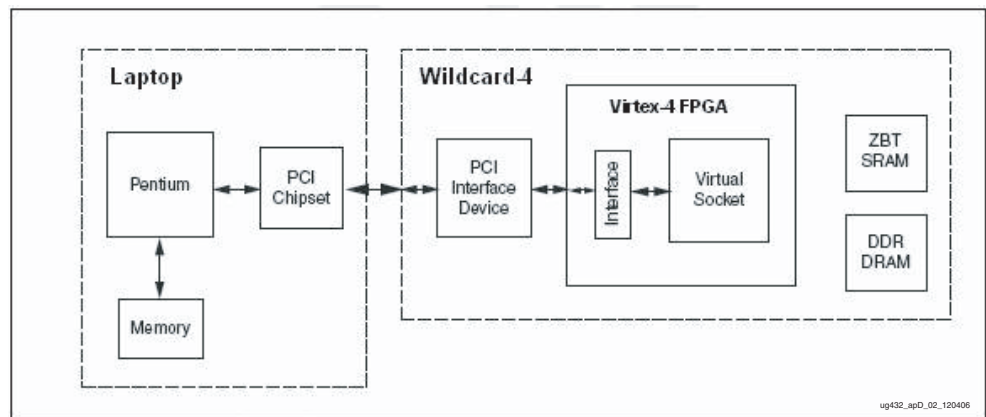 Laptop
Pentium
PCI
Chipset
Memory
Wildcard-4
PCI
Interface
Device
Virtex-4 FPGA
Interface
Virtual
Socket
ZBT
SRAM
DDR
DRAM
ug432_apD_02_120406